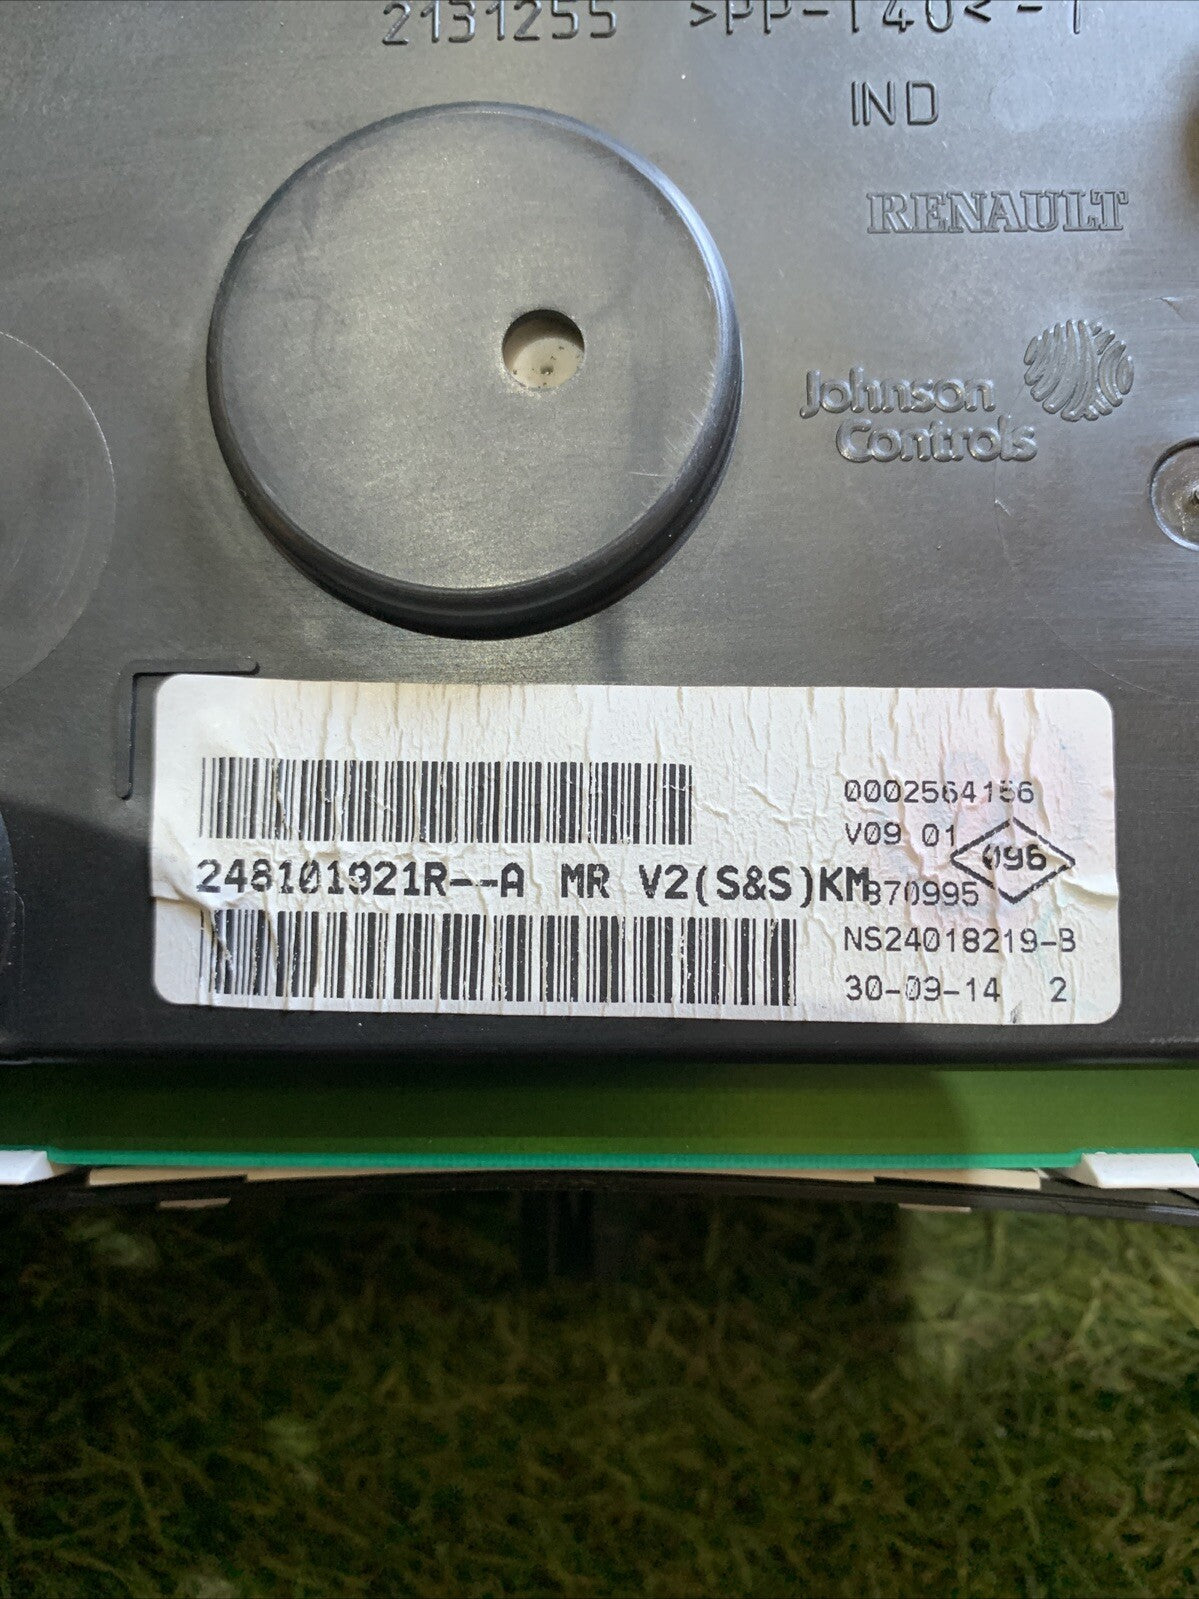 2131255 >PP-T40<-1
IND
RENAULT
Johnson
Controls
0002564156
V09 01
096
248101921R--A MR V2(S&S)KM
B70995
NS24018219-B
30-09-14 2